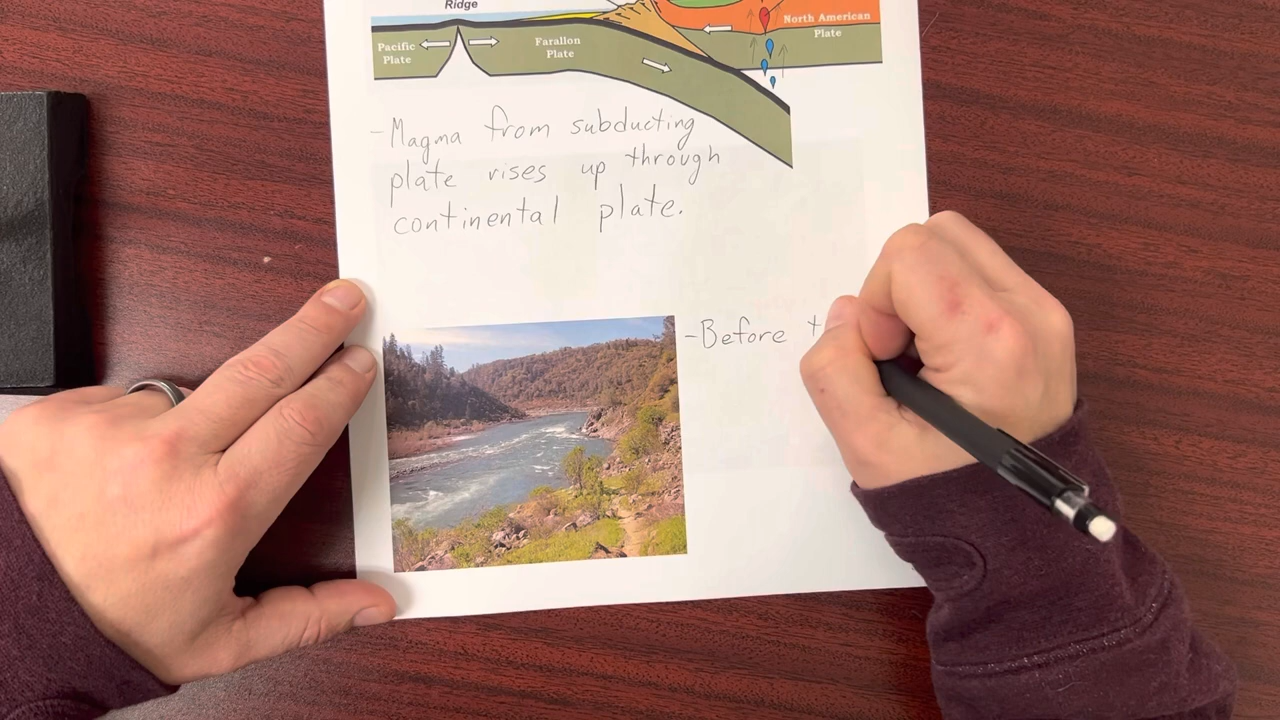 Ridge
Pacific
Plate
Farallon
Plate
North American
Plate
- Magma from subducting
plate rises up through
continental plate.
- Before t